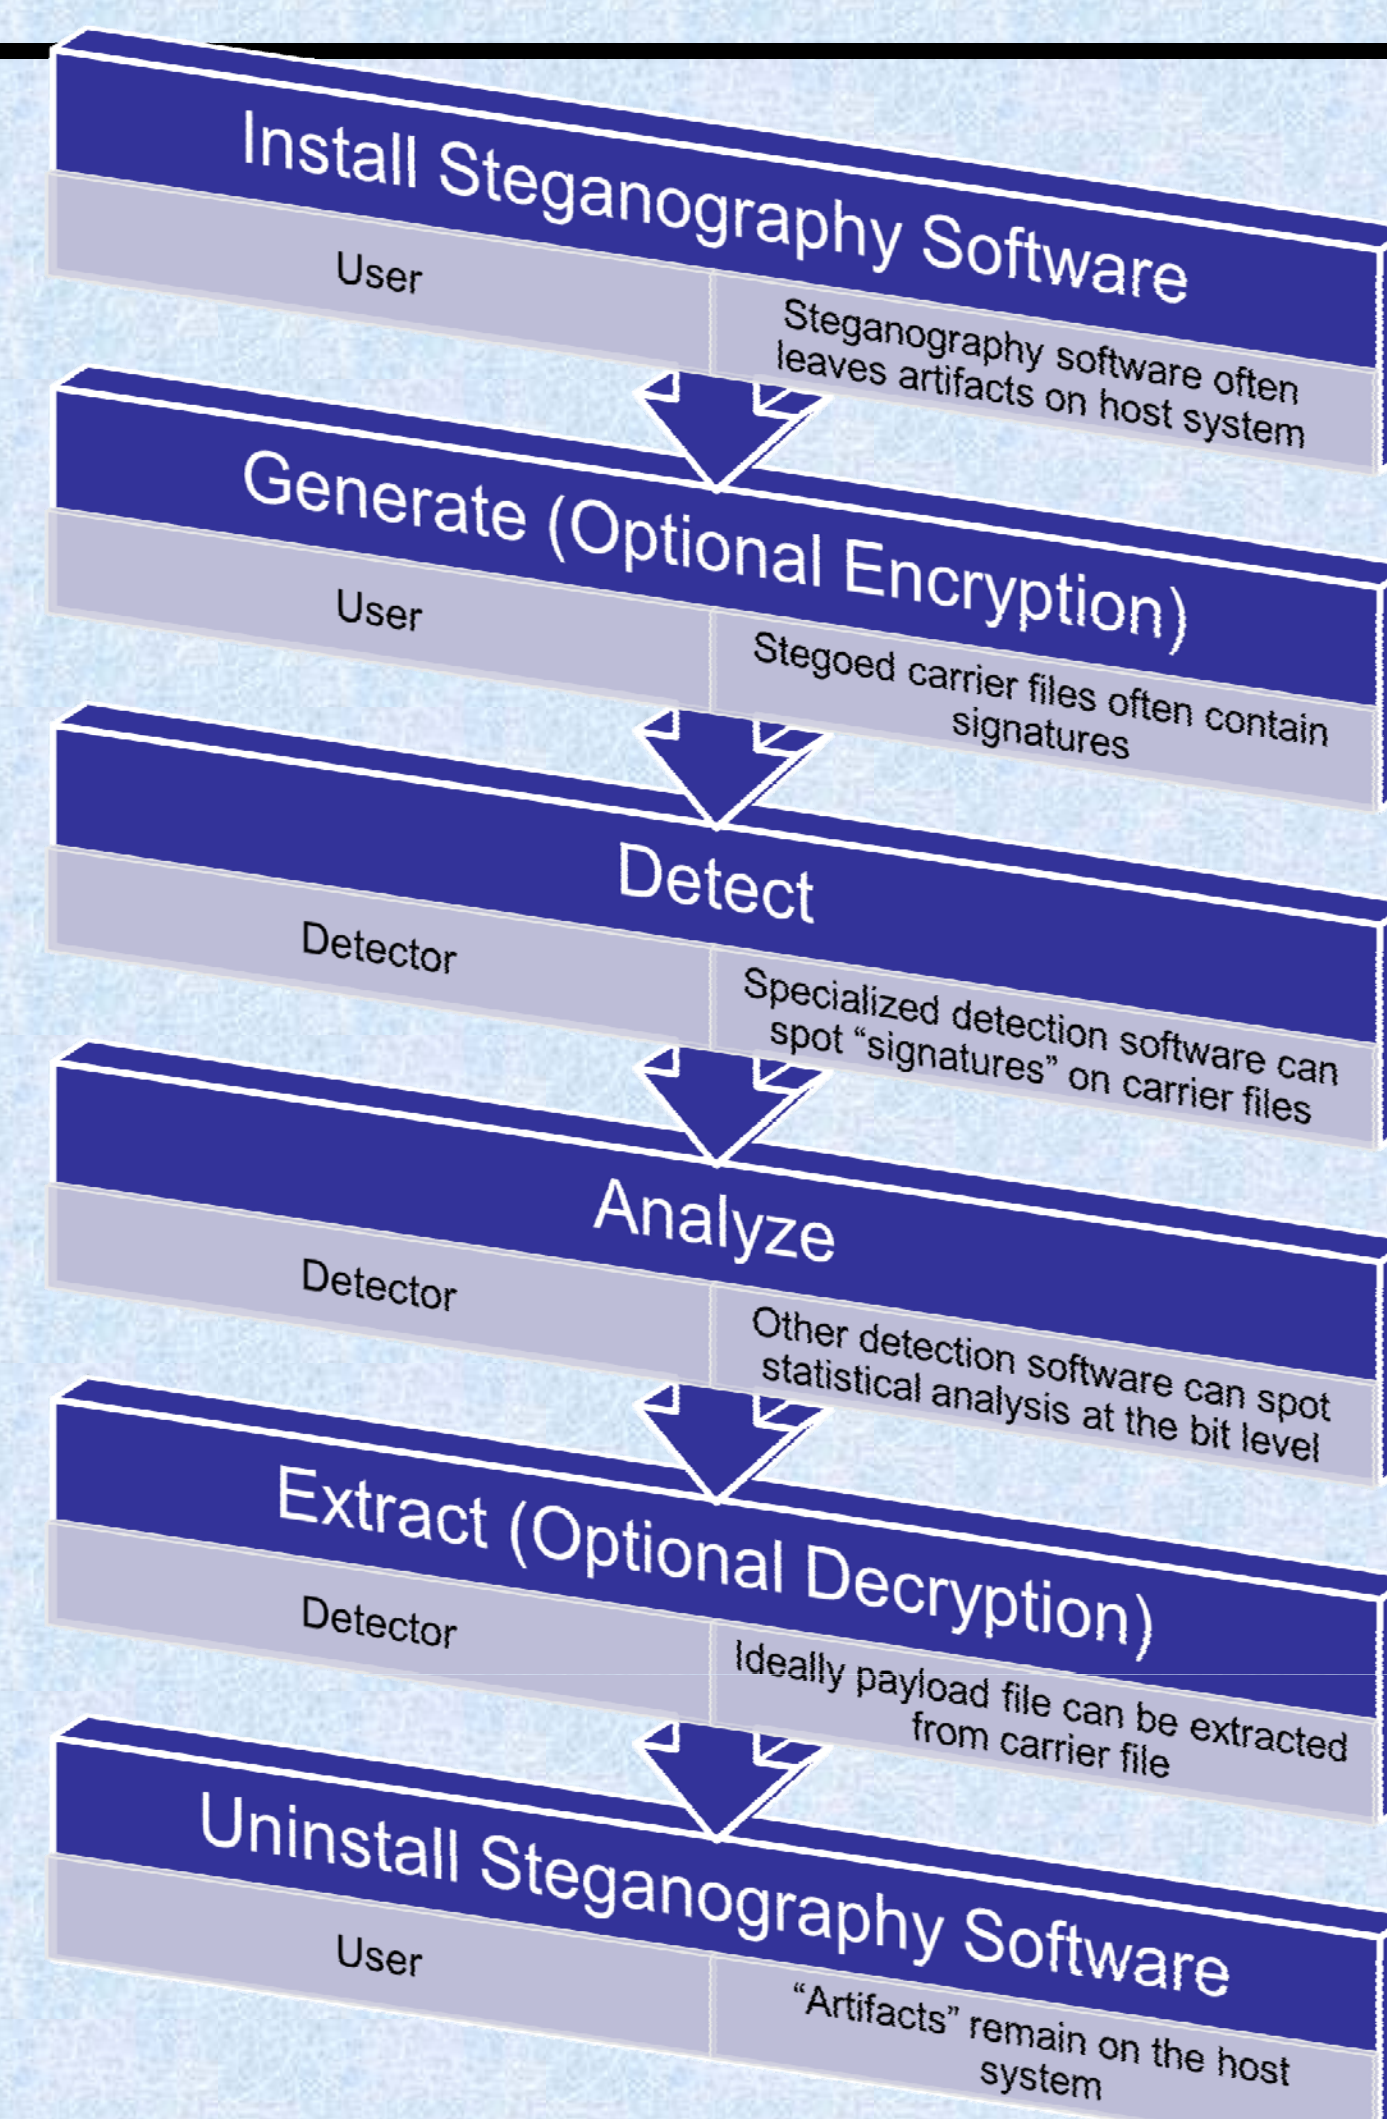 Install Steganography Software
User
Steganography software often
leaves artifacts on host system
Generate (Optional Encryption)
User
Stegoed carrier files often contain
signatures
Detect
Detector
Specialized detection software can
spot “signatures” on carrier files
Analyze
Detector
Other detection software can spot
statistical analysis at the bit level
Extract (Optional Decryption)
Detector
Ideally payload file can be extracted
from carrier file
Uninstall Steganography Software
User
“Artifacts” remain on the host
system